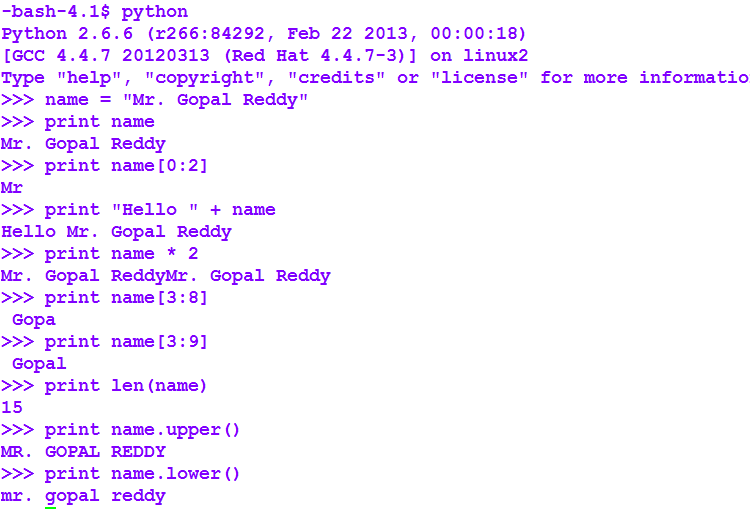 -bash-4.1$ python
Python 2.6.6 (r266:84292, Feb 22 2013, 00:00:18)
[GCC 4.4.7 20120313 (Red Hat 4.4.7-3)] on linux2
Type "help", "copyright", "credits" or "license" for more informatio
>>> name = "Mr. Gopal Reddy"
>>> print name
Mr. Gopal Reddy
>>> print name[0:2]
Mr
>>> print "Hello " + name
Hello Mr. Gopal Reddy
>>> print name * 2
Mr. Gopal ReddyMr. Gopal Reddy
>>> print name[3:8]
 Gopa
>>> print name[3:9]
 Gopal
>>> print len(name)
15
>>> print name.upper()
MR. GOPAL REDDY
>>> print name.lower()
mr. gopal reddy